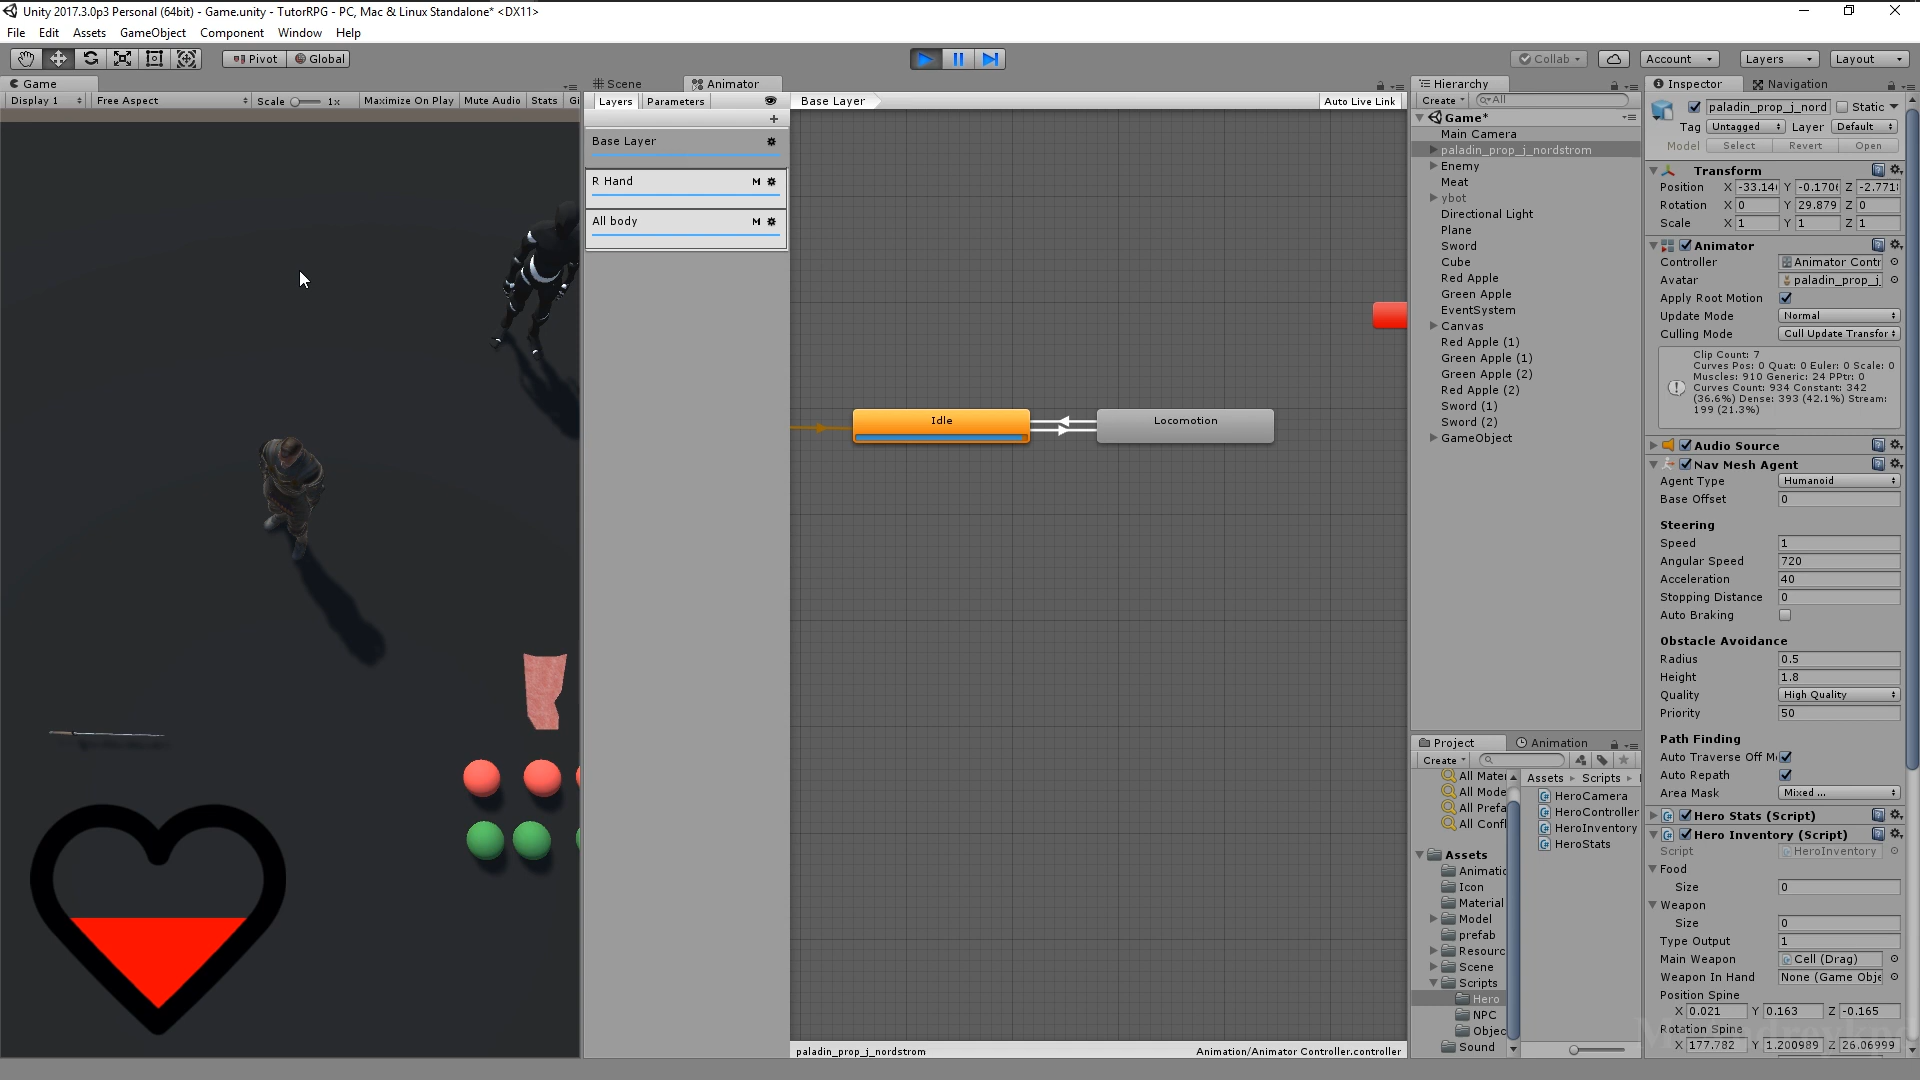 Unity 2017.3.0p3 Personal (64bit) - Game.unity - TutorRPG - PC, Mac & Linux Standalone* <DX11>
File Edit Assets GameObject Component Window Help
Pivot Global Collab Account Layers Layout
Game
Display 1 Free Aspect Scale 1x Maximize On Play Mute Audio Stats Gi
Scene Animator
Layers Parameters Base Layer Auto Live Link
Base Layer
R Hand M
All body M
Idle
Locomotion
paladin_prop_j_nordstrom Animation/Animator Controller.controller
Hierarchy
Create All
Game*
Main Camera
paladin_prop_j_nordstrom
Enemy
Meat
ybot
Directional Light
Plane
Sword
Cube
Red Apple
Green Apple
EventSystem
Canvas
Red Apple (1)
Green Apple (1)
Green Apple (2)
Red Apple (2)
Sword (1)
Sword (2)
GameObject
Project Animation
Create
All Mater
All Mode
All Prefa
All Confl
Assets
Animatic
Icon
Material
Model
prefab
Resourc
Scene
Scripts
Hero
NPC
Objec
Sound
Assets Scripts
HeroCamera
HeroController
HeroInventory
HeroStats
Inspector Navigation
paladin_prop_j_nord Static
Tag Untagged Layer Default
Model Select Revert Open
Transform
Position X -33.14 Y -0.170 Z -2.771
Rotation X 0 Y 29.879 Z 0
Scale X 1 Y 1 Z 1
Animator
Controller Animator Contr
Avatar paladin_prop_j_
Apply Root Motion
Update Mode Normal
Culling Mode Cull Update Transfor
Clip Count: 7
Curves Pos: 0 Quat: 0 Euler: 0 Scale: 0
Muscles: 910 Generic: 24 PPtr: 0
Curves Count: 934 Constant: 342
(36.6%) Dense: 393 (42.1%) Stream:
199 (21.3%)
Audio Source
Nav Mesh Agent
Agent Type Humanoid
Base Offset 0
Steering
Speed 1
Angular Speed 720
Acceleration 40
Stopping Distance 0
Auto Braking
Obstacle Avoidance
Radius 0.5
Height 1.8
Quality High Quality
Priority 50
Path Finding
Auto Traverse Off M
Auto Repath
Area Mask Mixed ...
Hero Stats (Script)
Hero Inventory (Script)
Script HeroInventory
Food
Size 0
Weapon
Size 0
Type Output 1
Main Weapon Cell (Drag)
Weapon In Hand None (Game Obje
Position Spine
X 0.021 Y 0.163 Z -0.165
Rotation Spine
X 177.782 Y 1.200989 Z 26.06999